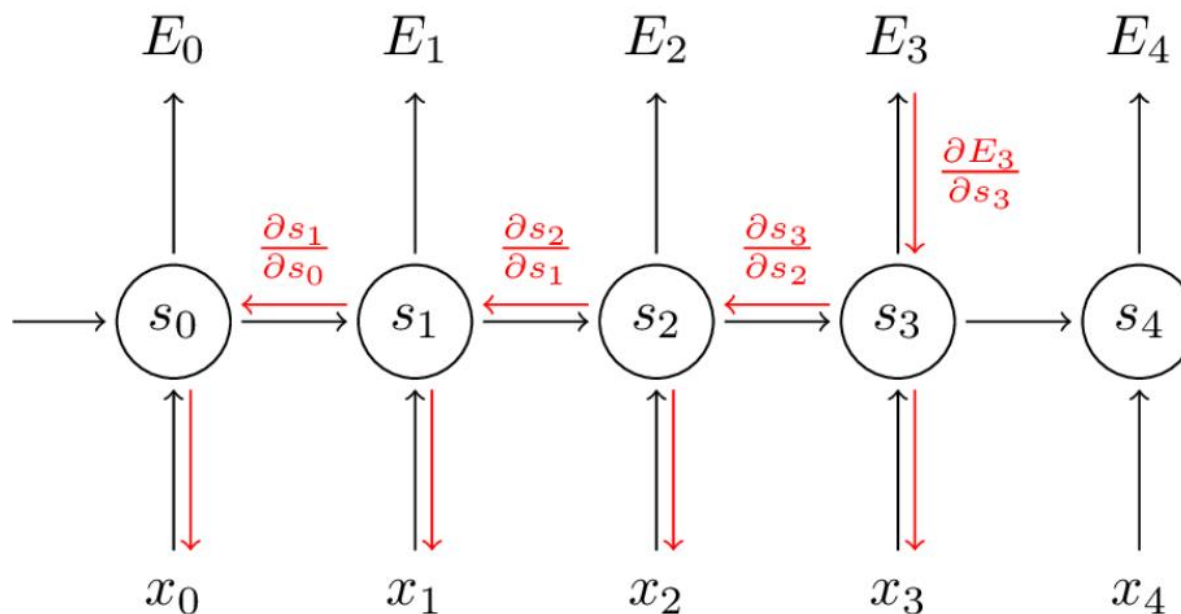 E₀ E₁ E₂ E₃ E₄
∂E₃/∂s₃
∂s₁/∂s₀ ∂s₂/∂s₁ ∂s₃/∂s₂
s₀ s₁ s₂ s₃ s₄
x₀ x₁ x₂ x₃ x₄